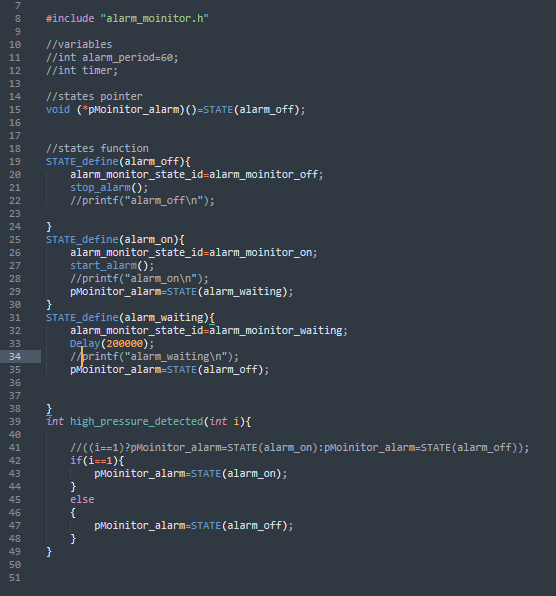 7
8 #include "alarm_moinitor.h"
9
10 //variables
11 //int alarm_period=60;
12 //int timer;
13
14 //states pointer
15 void (*pMoinitor_alarm)()=STATE(alarm_off);
16
17
18 //states function
19 STATE_define(alarm_off){
20 alarm_monitor_state_id=alarm_moinitor_off;
21 stop_alarm();
22 //printf("alarm_off\n");
23
24 }
25 STATE_define(alarm_on){
26 alarm_monitor_state_id=alarm_moinitor_on;
27 start_alarm();
28 //printf("alarm_on\n");
29 pMoinitor_alarm=STATE(alarm_waiting);
30 }
31 STATE_define(alarm_waiting){
32 alarm_monitor_state_id=alarm_moinitor_waiting;
33 Delay(200000);
34 //printf("alarm_waiting\n");
35 pMoinitor_alarm=STATE(alarm_off);
36
37
38 }
39 int high_pressure_detected(int i){
40
41 //((i==1)?pMoinitor_alarm=STATE(alarm_on):pMoinitor_alarm=STATE(alarm_off));
42 if(i==1){
43 pMoinitor_alarm=STATE(alarm_on);
44 }
45 else
46 {
47 pMoinitor_alarm=STATE(alarm_off);
48 }
49 }
50
51